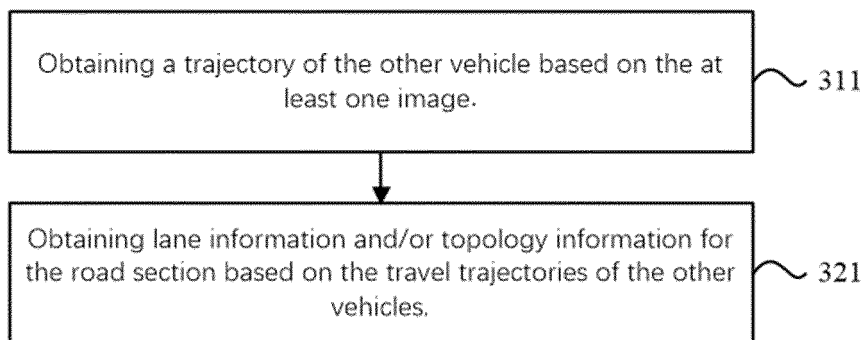 Obtaining a trajectory of the other vehicle based on the at
least one image.
311
Obtaining lane information and/or topology information for
the road section based on the travel trajectories of the other
vehicles.
321